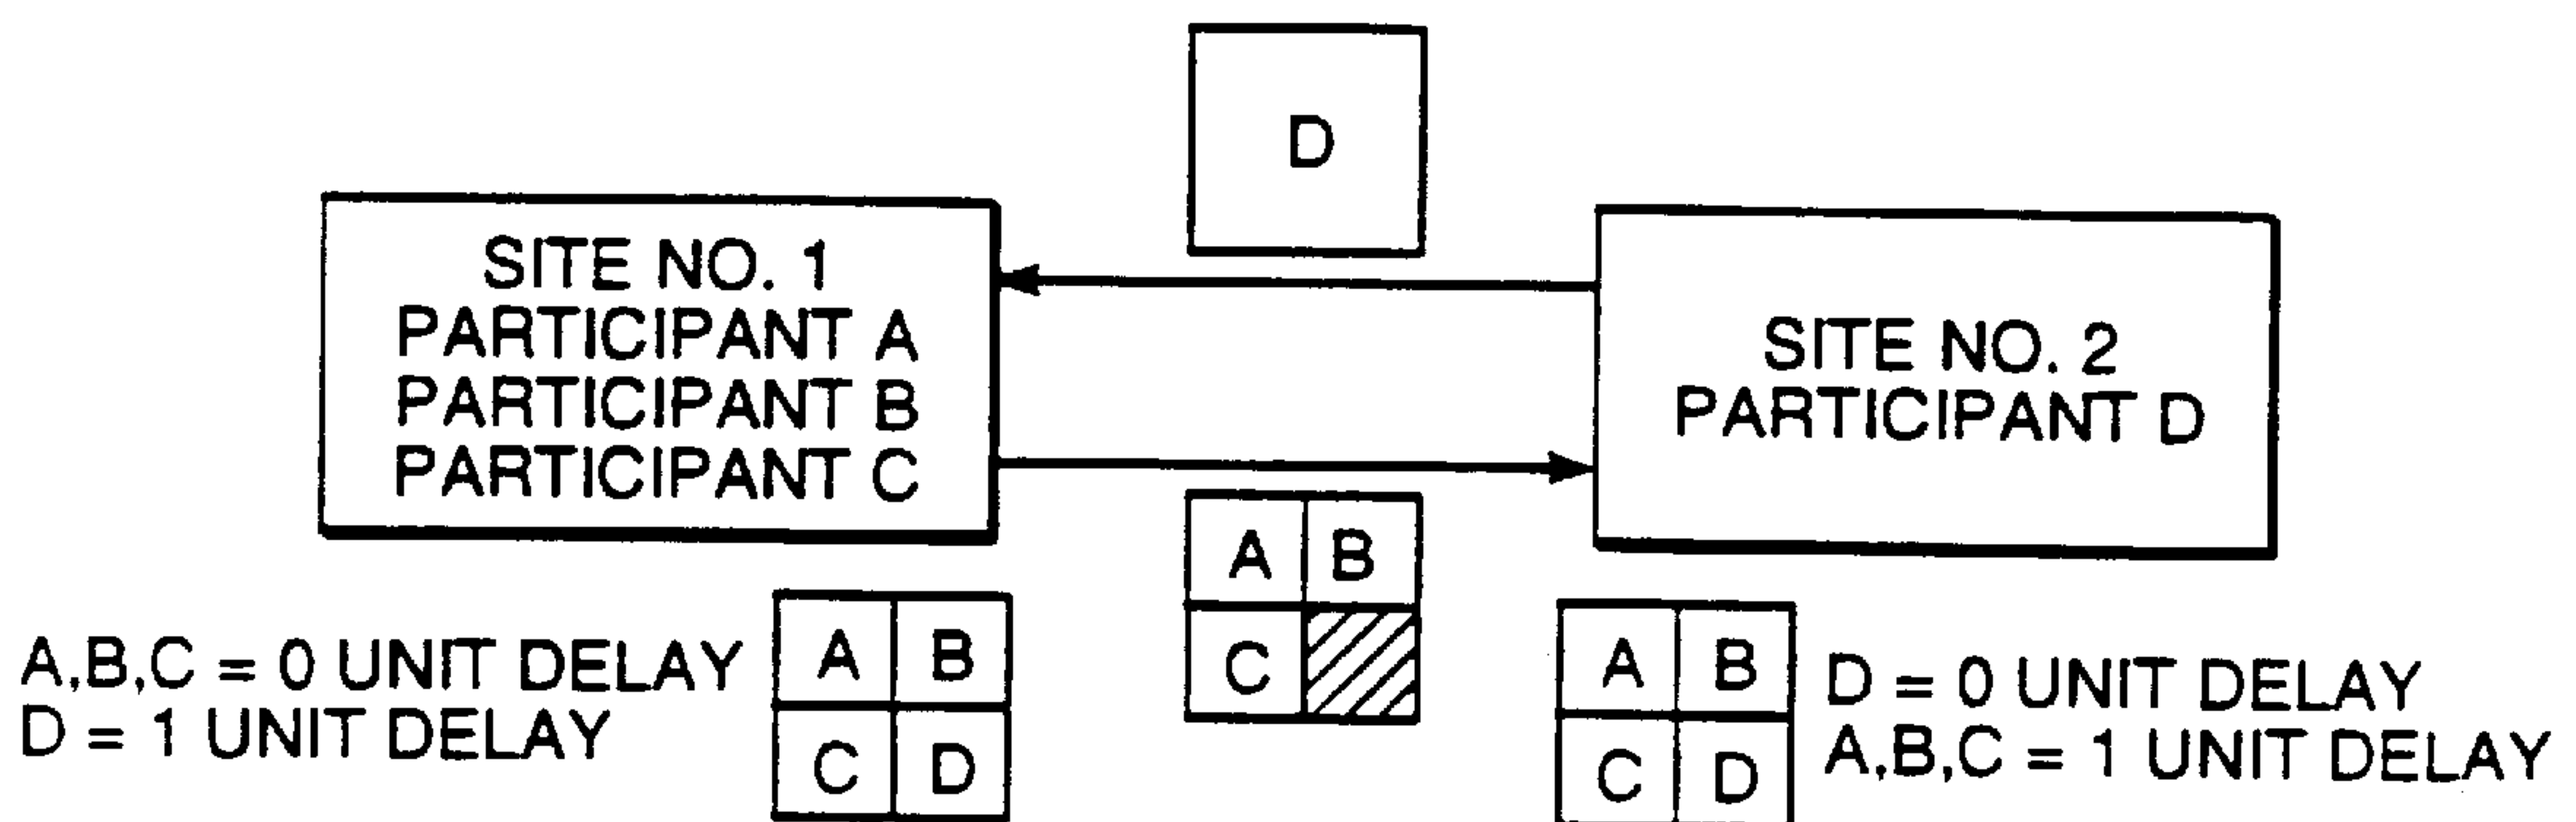 D
SITE NO. 1
PARTICIPANT A
PARTICIPANT B
PARTICIPANT C
SITE NO. 2
PARTICIPANT D
A B
C
A,B,C = 0 UNIT DELAY
D = 1 UNIT DELAY
A B
C D
A B
C D
D = 0 UNIT DELAY
A,B,C = 1 UNIT DELAY